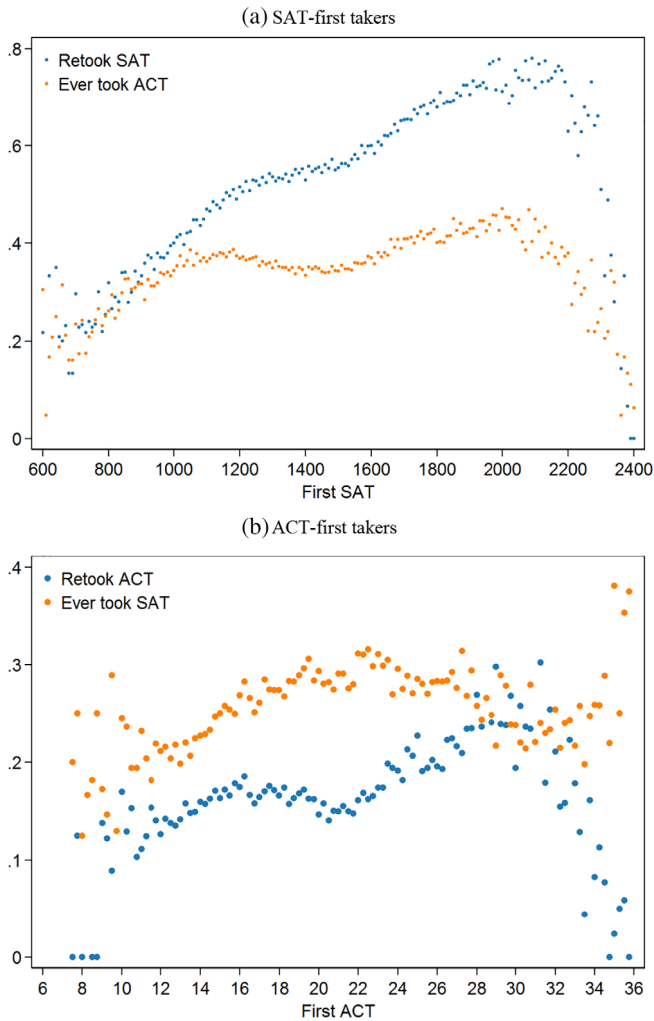 (a) SAT-first takers
.8
Retook SAT
Ever took ACT
.6
.4
.2
0
600 800 1000 1200 1400 1600 1800 2000 2200 2400
First SAT
(b) ACT-first takers
.4
Retook ACT
Ever took SAT
.3
.2
.1
0
6 8 10 12 14 16 18 20 22 24 26 28 30 32 34 36
First ACT